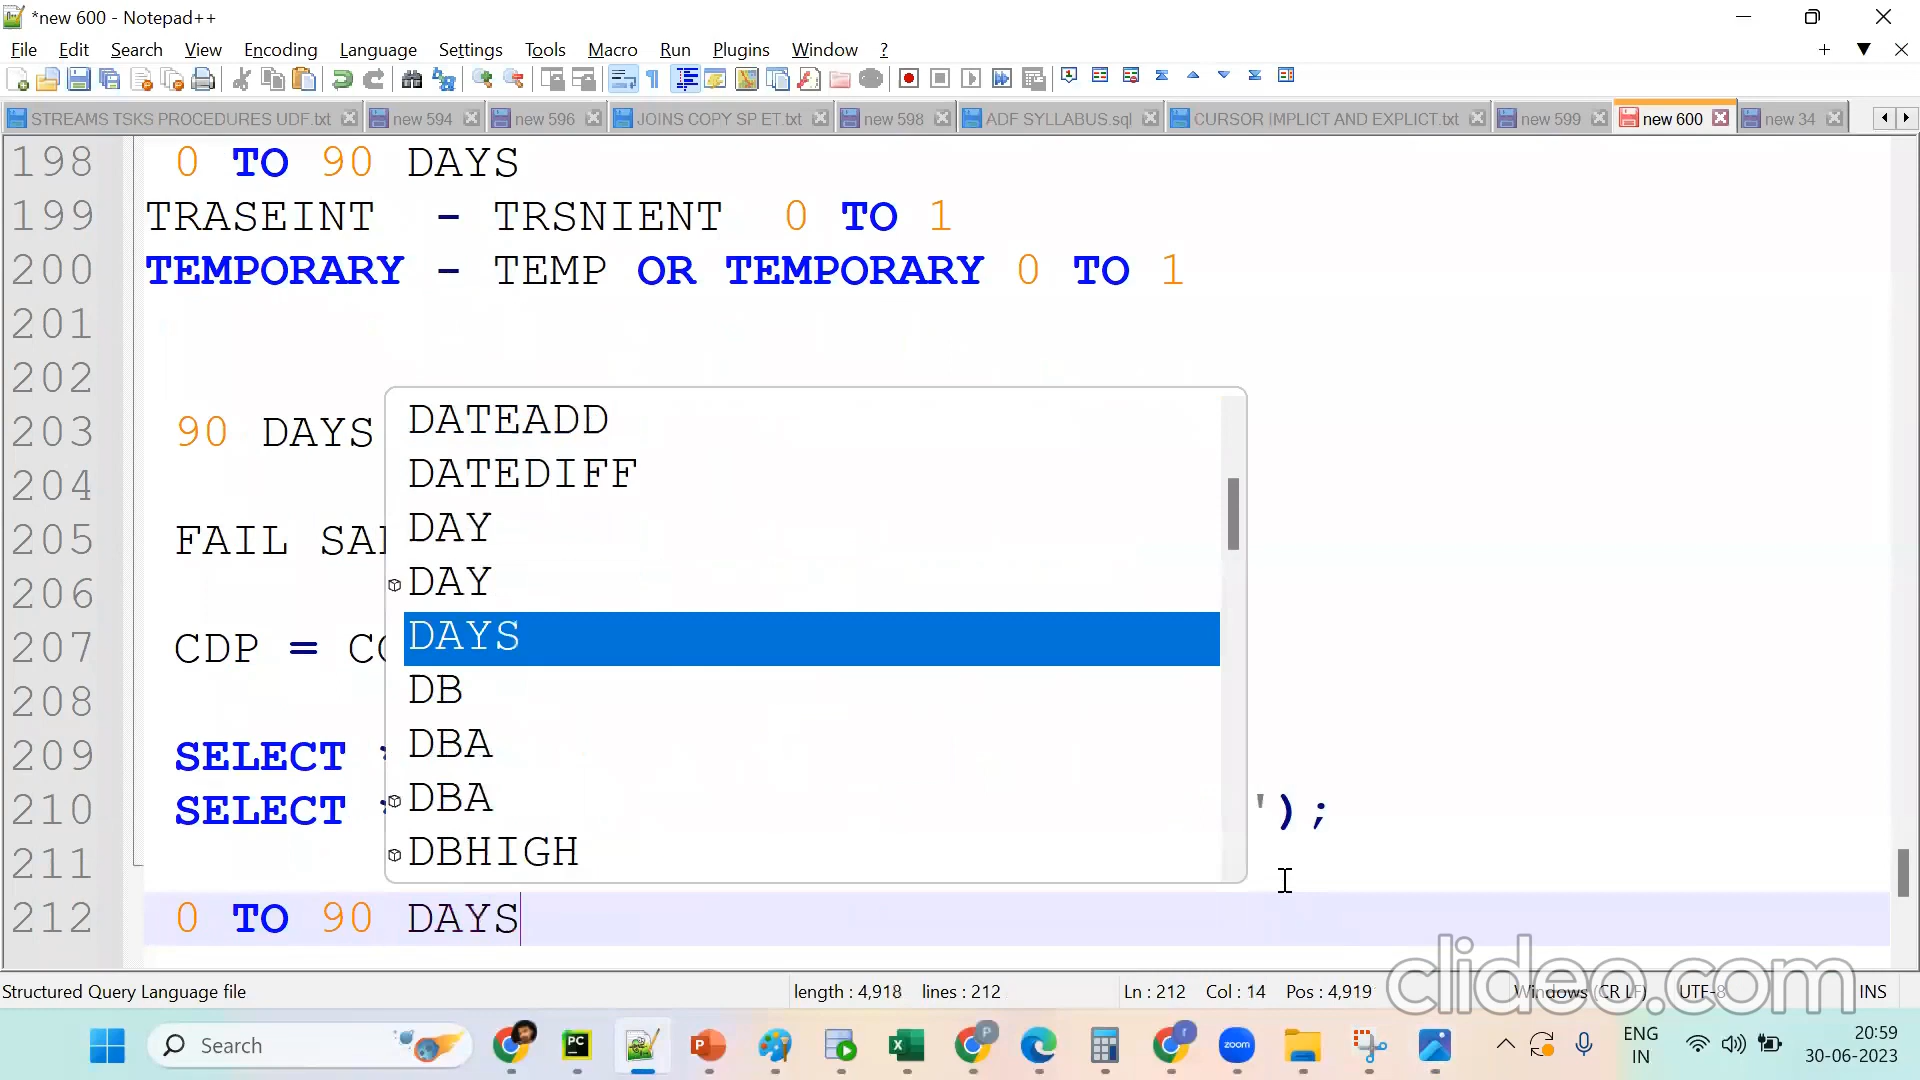 *new 600 - Notepad++
File Edit Search View Encoding Language Settings Tools Macro Run Plugins Window ?
STREAMS TSKS PROCEDURES UDF.txt new 594 new 596 JOINS COPY SP ET.txt new 598 ADF SYLLABUS.sql CURSOR IMPLICT AND EXPLICT.txt new 599 new 600 new 34
198 0 TO 90 DAYS
199 TRASEINT - TRSNIENT 0 TO 1
200 TEMPORARY - TEMP OR TEMPORARY 0 TO 1
201
202
DATEADD
203 90 DAYS
DATEDIFF
204
DAY
205 FAIL SAF
DAY
206
DAYS
207 CDP = CO
DB
208
DBA
209 SELECT *
DBA
210 SELECT * ');
DBHIGH
211
212 0 TO 90 DAYS
Structured Query Language file length : 4,918 lines : 212 Ln : 212 Col : 14 Pos : 4,919 Windows (CR LF) UTF-8 INS
clideo.com
Search
PC
P
r
zoom
ENG
IN
20:59
30-06-2023